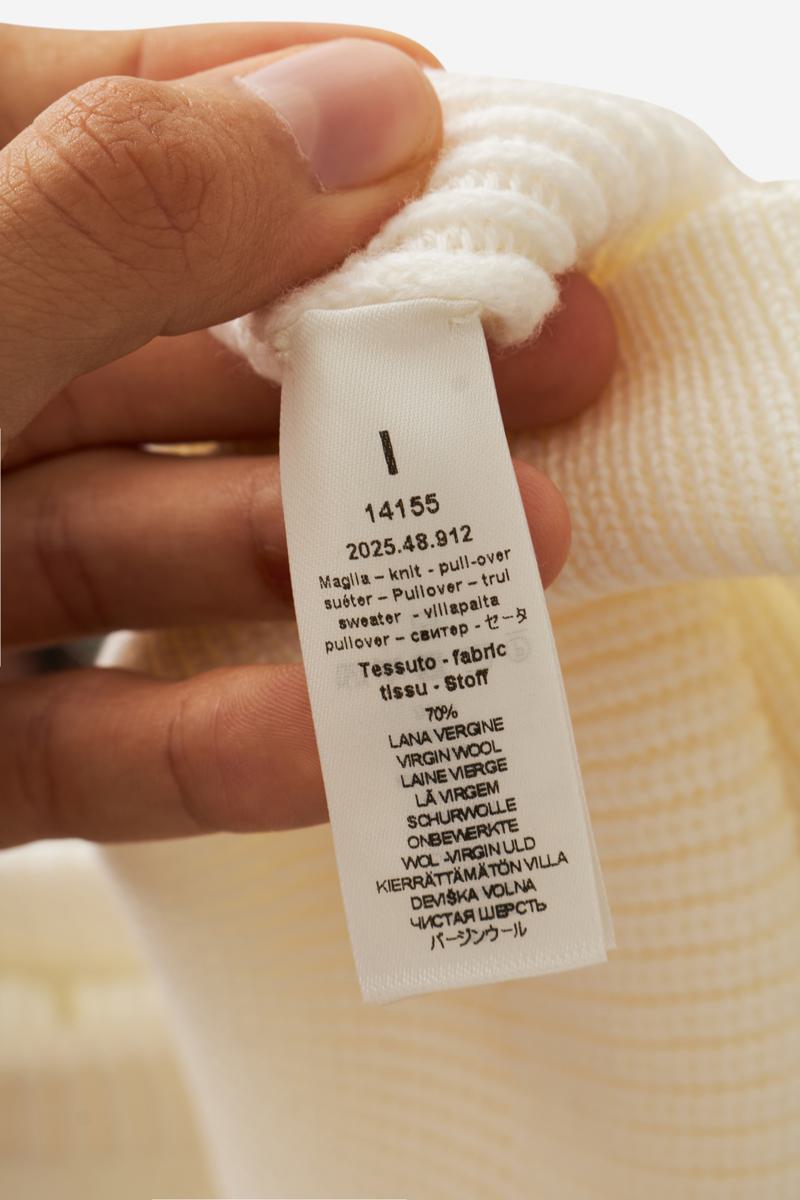 I
14155
2025.48.912
Maglia – knit - pull-over
suéter – Pullover – trui
sweater - villapaita
pullover – свитер - セータ
Tessuto - fabric
tissu - Stoff
70%
LANA VERGINE
VIRGIN WOOL
LAINE VIERGE
LÃ VIRGEM
SCHURWOLLE
ONBEWERKTE
WOL -VIRGIN ULD
KIERRÄTTÄMÄTÖN VILLA
DEVIŠKA VOLNA
ЧИСТАЯ ШЕРСТЬ
バージンウール